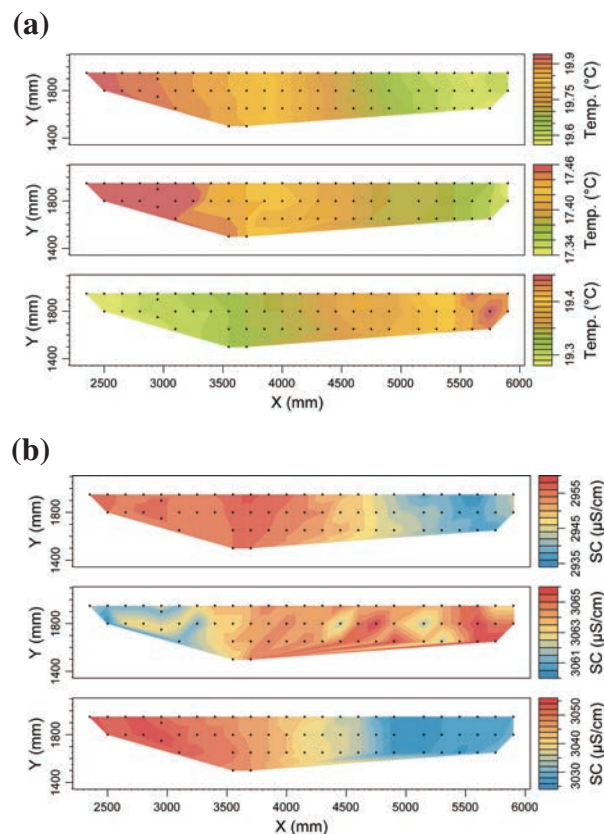 (a)
Y (mm)
1400 1800
19.6 19.75 19.9
Temp. (°C)
Y (mm)
1400 1800
17.34 17.40 17.46
Temp. (°C)
Y (mm)
1400 1800
19.3 19.4
Temp. (°C)
2500 3000 3500 4000 4500 5000 5500 6000
X (mm)
(b)
Y (mm)
1400 1800
2935 2945 2955
SC (µS/cm)
Y (mm)
1400 1800
3061 3063 3065
SC (µS/cm)
Y (mm)
1400 1800
3030 3040 3050
SC (µS/cm)
2500 3000 3500 4000 4500 5000 5500 6000
X (mm)